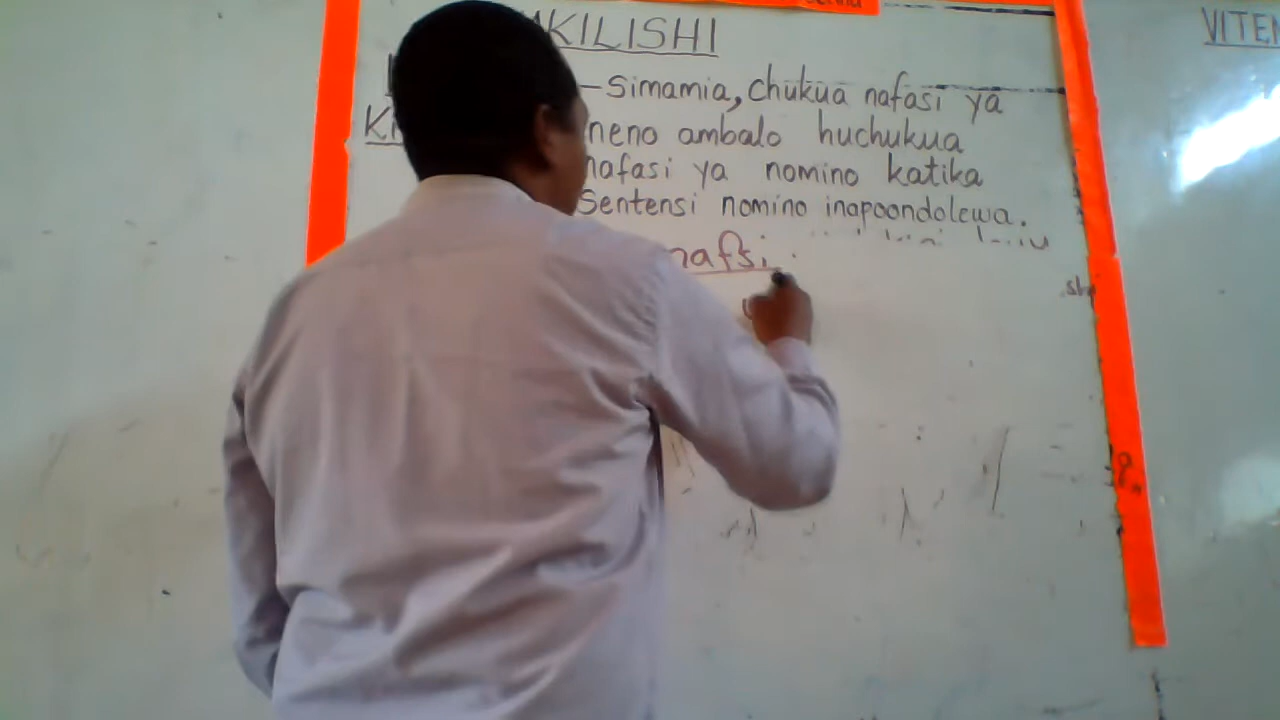 AKILISHI
VITEN
– Simamia, chukua nafasi ya
neno ambalo huchukua
nafasi ya nomino katika
Sentensi nomino inapoondolewa.
nafsi